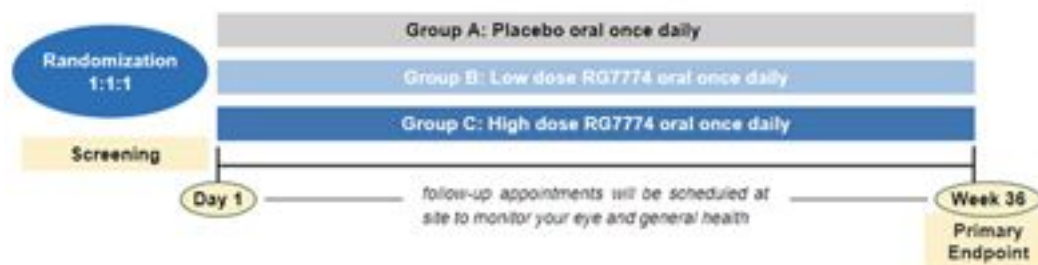 Group A: Placebo oral once daily
Randomization
1:1:1
Group B: Low dose RG7774 oral once daily
Group C: High dose RG7774 oral once daily
Screening
Day 1
follow-up appointments will be scheduled at
site to monitor your eye and general health
Week 36
Primary
Endpoint